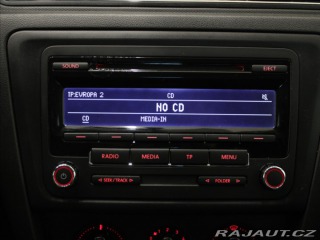 SOUND
EJECT
TP:EVROPA 2 CD
NO CD
CD MEDIA-IN
RADIO MEDIA TP MENU
SEEK/TRACK FOLDER
RAJAUT.CZ